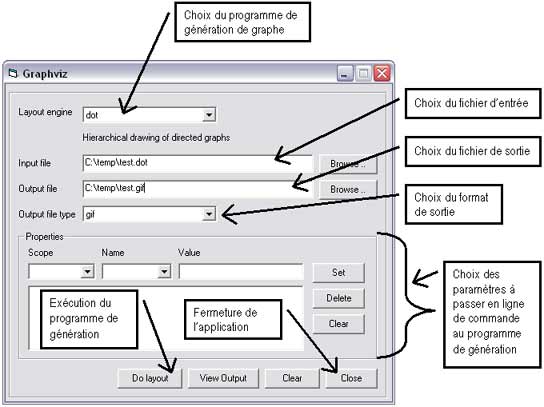 Choix du programme de
génération de graphe
Graphviz
Layout engine
dot
Hierarchical drawing of directed graphs
Choix du fichier d'entrée
Input file
C:\temp\test.dot
Browse ..
Choix du fichier de sortie
Output file
C:\temp\test.gif
Browse ..
Output file type
gif
Choix du format
de sortie
Properties
Scope
Name
Value
Set
Delete
Clear
Choix des
paramètres á
passer en ligne
de commande
au programme
de génération
Exécution du
programme de
génération
Fermeture de
l'application
Do layout
View Output
Clear
Close